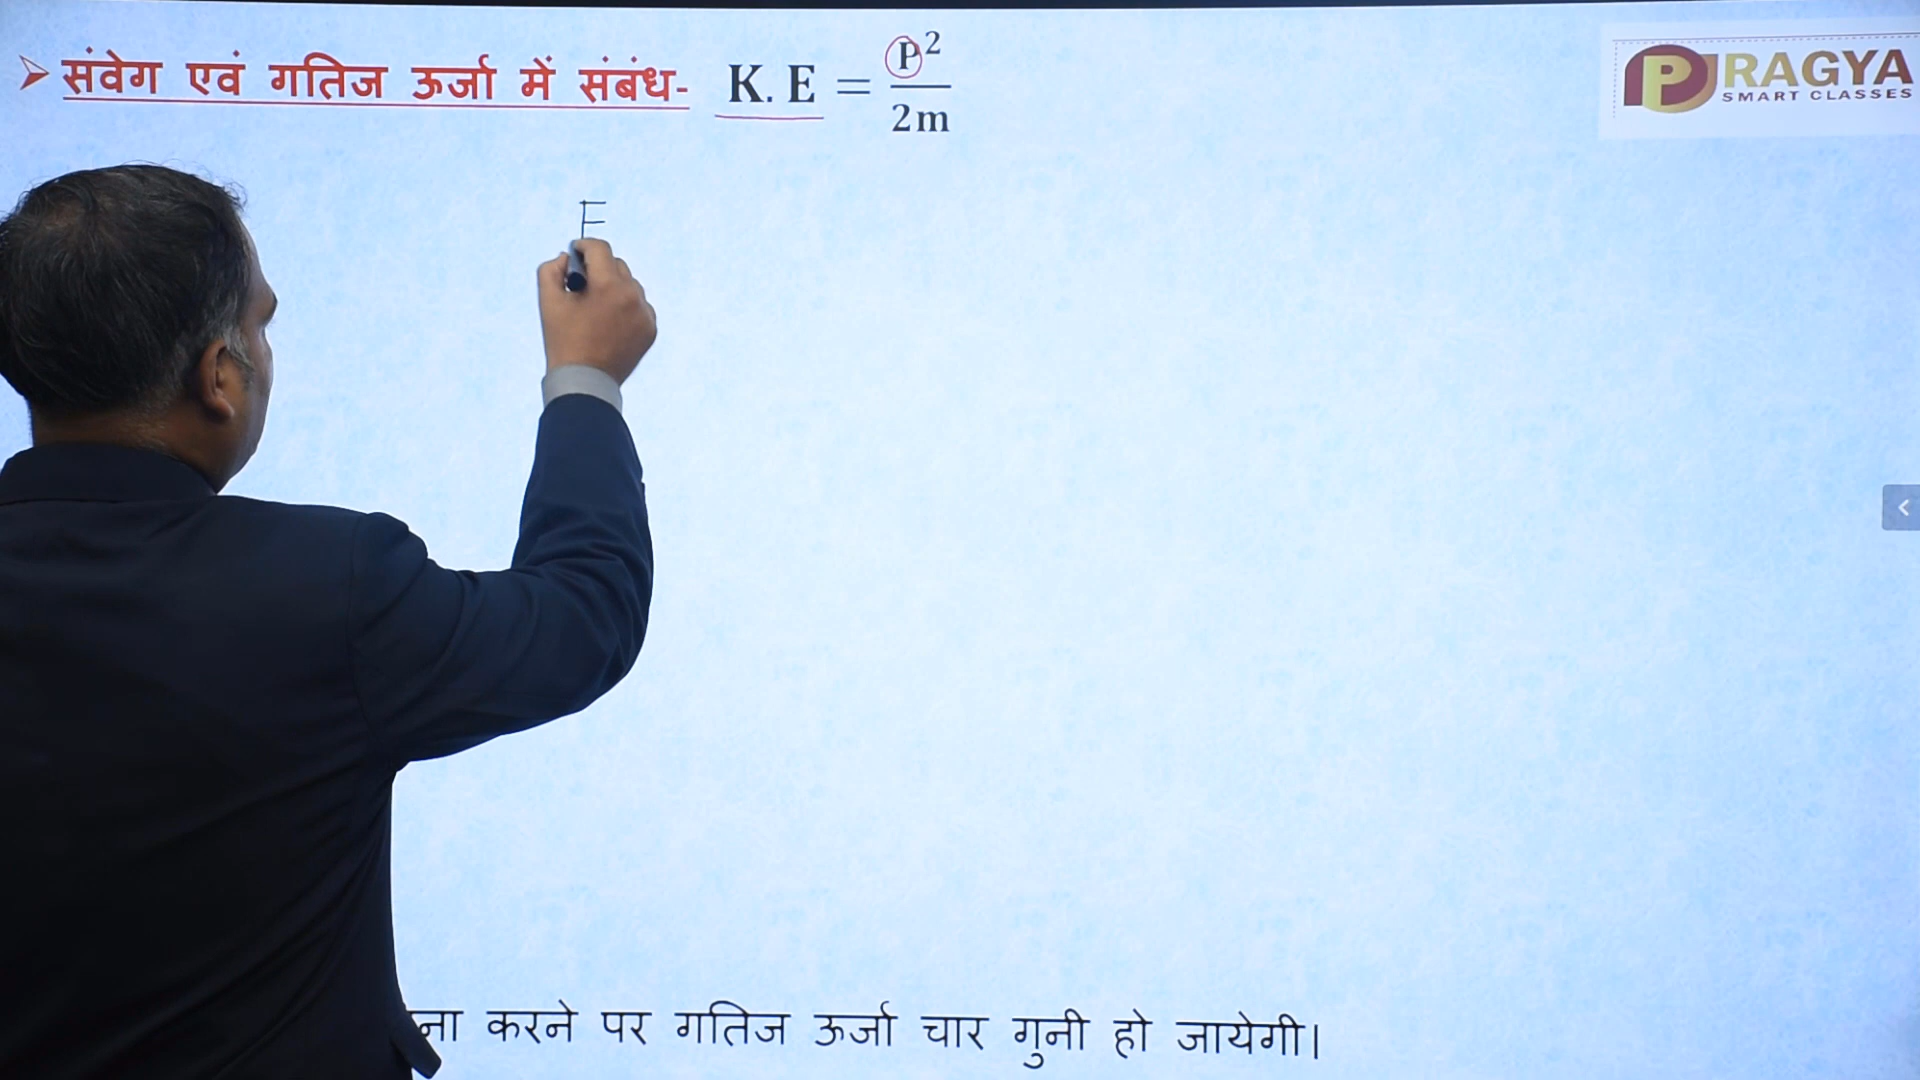 ➢ संवेग एवं गतिज ऊर्जा में संबंध- K. E = P²/2m
PRAGYA
SMART CLASSES
E
करने पर गतिज ऊर्जा चार गुनी हो जायेगी।